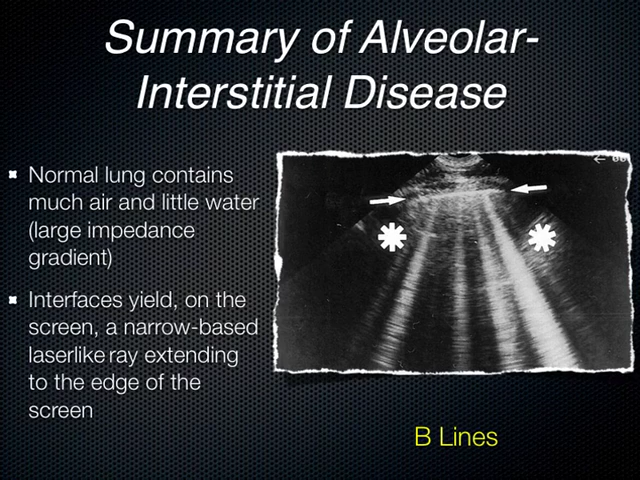 Summary of Alveolar-
Interstitial Disease
Normal lung contains
much air and little water
(large impedance
gradient)
Interfaces yield, on the
screen, a narrow-based
laserlike ray extending
to the edge of the
screen
B Lines